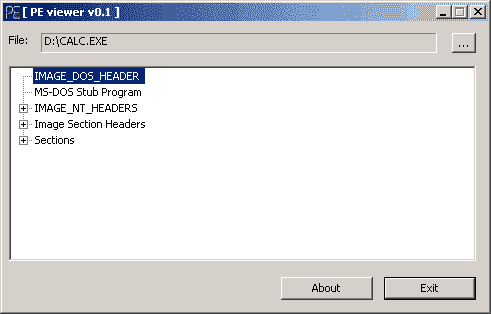 PE [ PE viewer v0.1 ]
File: D:\CALC.EXE ...
IMAGE_DOS_HEADER
MS-DOS Stub Program
IMAGE_NT_HEADERS
Image Section Headers
Sections
About Exit